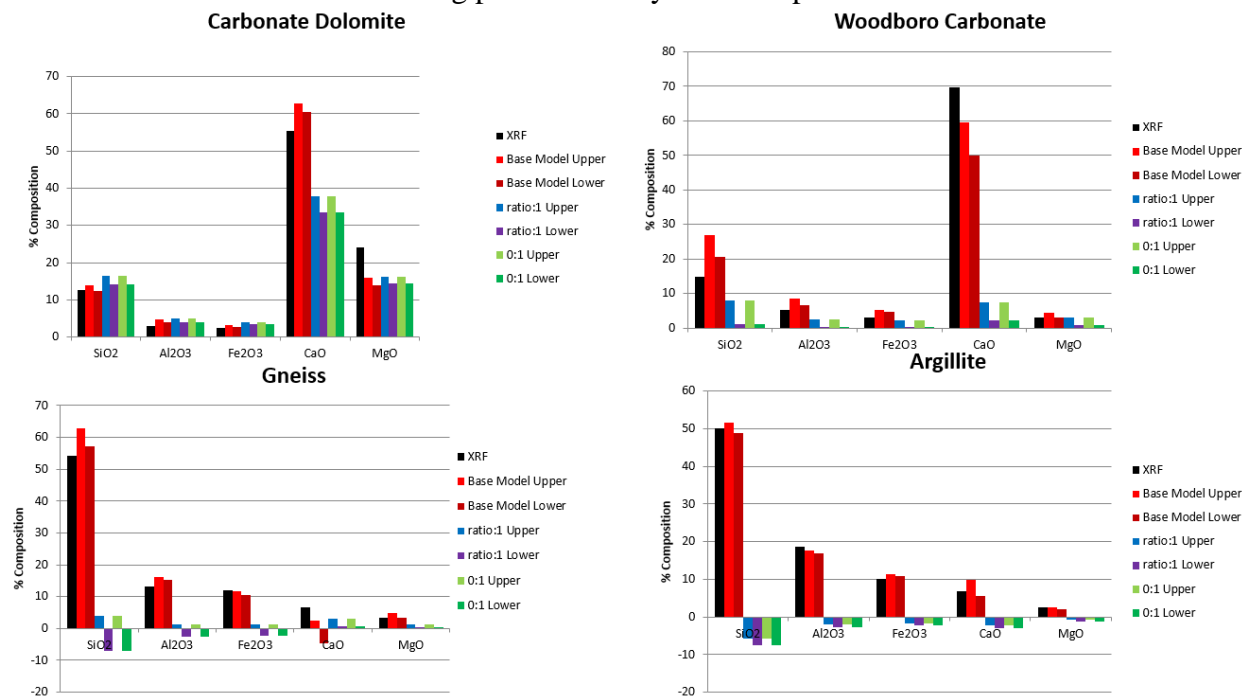 Carbonate Dolomite
% Composition
70
60
50
40
30
20
10
0
SiO2 Al2O3 Fe2O3 CaO MgO
XRF
Base Model Upper
Base Model Lower
ratio:1 Upper
ratio:1 Lower
0:1 Upper
0:1 Lower
Woodboro Carbonate
% Composition
80
70
60
50
40
30
20
10
0
SiO2 Al2O3 Fe2O3 CaO MgO
XRF
Base Model Upper
Base Model Lower
ratio:1 Upper
ratio:1 Lower
0:1 Upper
0:1 Lower
Gneiss
% Composition
70
60
50
40
30
20
10
0
-10
-20
SiO2 Al2O3 Fe2O3 CaO MgO
XRF
Base Model Upper
Base Model Lower
ratio:1 Upper
ratio:1 Lower
0:1 Upper
0:1 Lower
Argillite
% Composition
60
50
40
30
20
10
0
-10
-20
SiO2 Al2O3 Fe2O3 CaO MgO
XRF
Base Model Upper
Base Model Lower
ratio:1 Upper
ratio:1 Lower
0:1 Upper
0:1 Lower